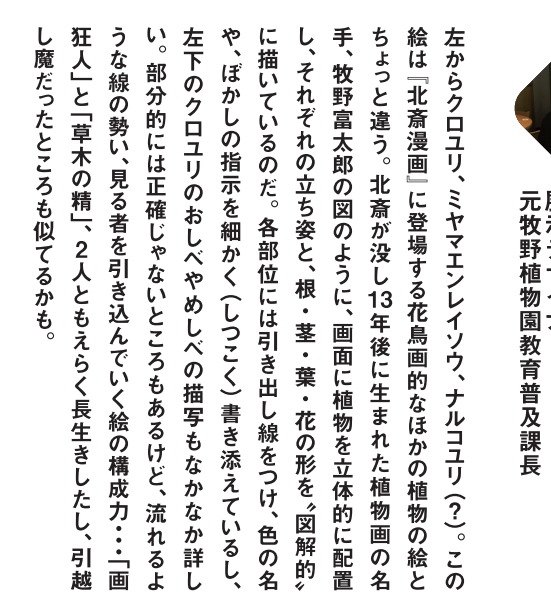 元牧野植物園教育普及課長
左からクロユリ、ミヤマエンレイソウ、ナルコユリ（？）。この
絵は『北斎漫画』に登場する花鳥画的なほかの植物の絵と
ちょっと違う。北斎が没し13年後に生まれた植物画の名
手、牧野富太郎の図のように、画面に植物を立体的に配置
し、それぞれの立ち姿と、根・茎・葉・花の形を〝図解的〟
に描いているのだ。各部位には引き出し線をつけ、色の名
や、ぼかしの指示を細かく（しつこく）書き添えているし、
左下のクロユリのおしべやめしべの描写もなかなか詳し
い。部分的には正確じゃないところもあるけど、流れるよ
うな線の勢い、見る者を引き込んでいく絵の構成力・・・「画
狂人」と「草木の精」、2人ともえらく長生きしたし、引越
し魔だったところも似てるかも。